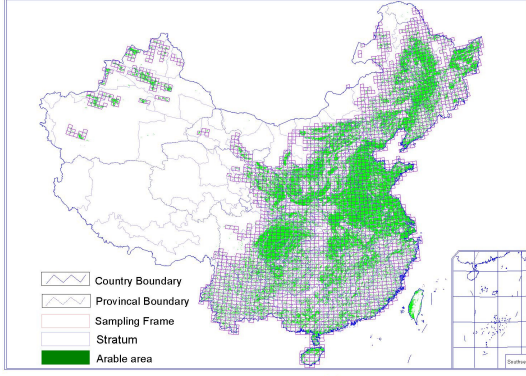 Country Boundary
Provincal Boundary
Sampling Frame
Stratum
Arable area